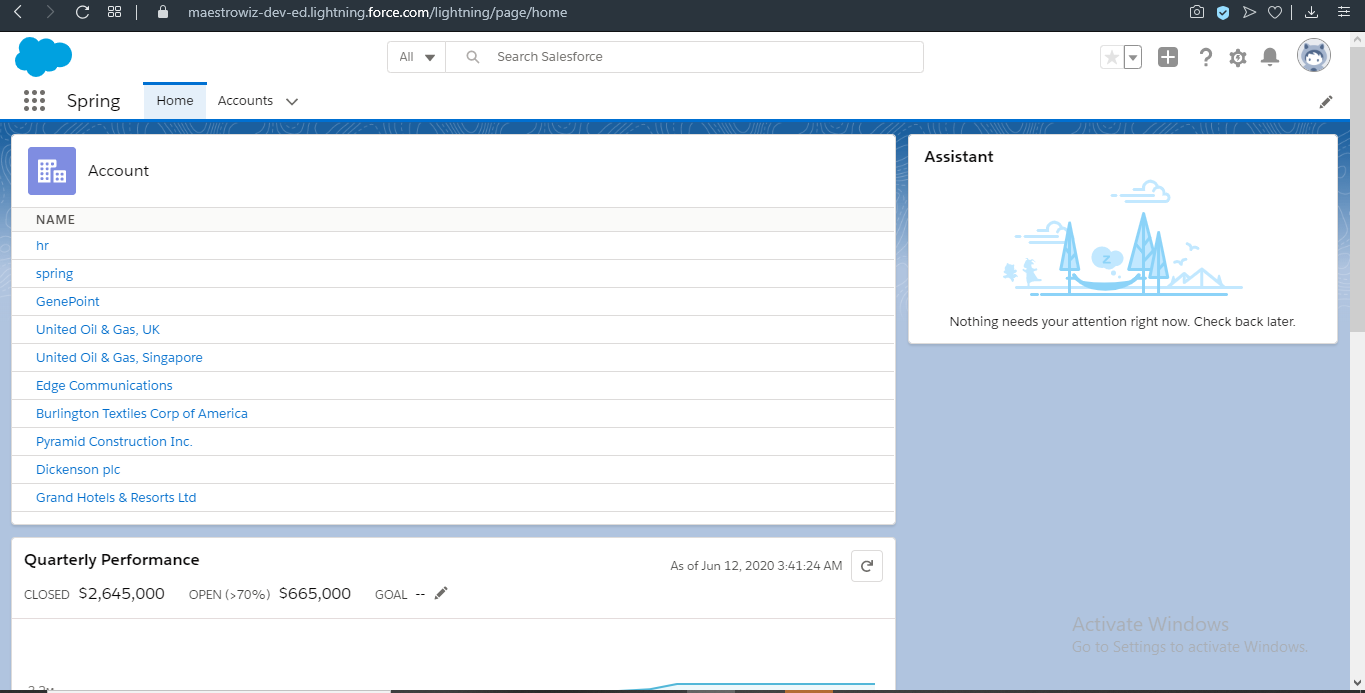 maestrowiz-dev-ed.lightning.force.com/lightning/page/home
All Search Salesforce
Spring Home Accounts
Account
NAME
hr
spring
GenePoint
United Oil & Gas, UK
United Oil & Gas, Singapore
Edge Communications
Burlington Textiles Corp of America
Pyramid Construction Inc.
Dickenson plc
Grand Hotels & Resorts Ltd
Assistant
z
Nothing needs your attention right now. Check back later.
Quarterly Performance
As of Jun 12, 2020 3:41:24 AM
CLOSED $2,645,000 OPEN (>70%) $665,000 GOAL --
Activate Windows
Go to Settings to activate Windows.